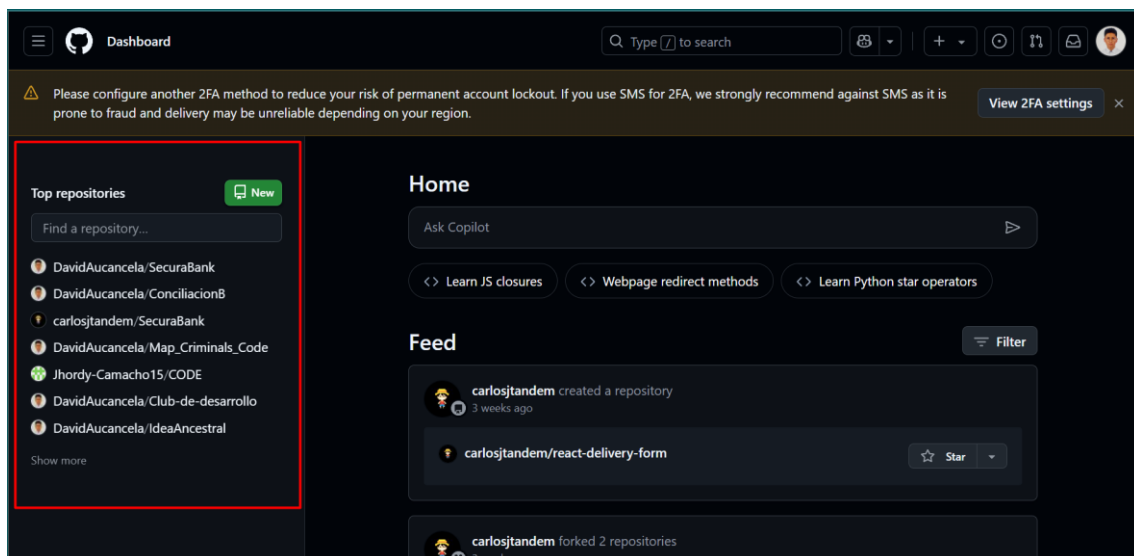 Dashboard
Type / to search
Please configure another 2FA method to reduce your risk of permanent account lockout. If you use SMS for 2FA, we strongly recommend against SMS as it is
prone to fraud and delivery may be unreliable depending on your region.
View 2FA settings
Top repositories
New
Find a repository...
DavidAucancela/SecuraBank
DavidAucancela/ConciliacionB
carlosjtandem/SecuraBank
DavidAucancela/Map_Criminals_Code
Jhordy-Camacho15/CODE
DavidAucancela/Club-de-desarrollo
DavidAucancela/IdeaAncestral
Show more
Home
Ask Copilot
Learn JS closures
Webpage redirect methods
Learn Python star operators
Feed
Filter
carlosjtandem created a repository
3 weeks ago
carlosjtandem/react-delivery-form
Star
carlosjtandem forked 2 repositories